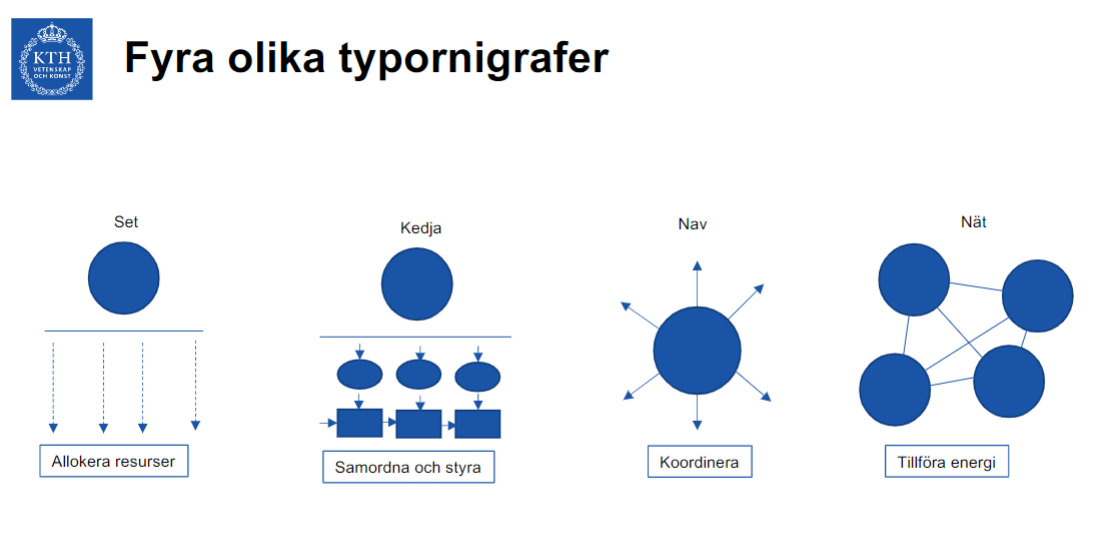 KTH
VETENSKAP
OCH KONST
Fyra olika typornigrafer
Set
Kedja
Nav
Nät
Allokera resurser
Samordna och styra
Koordinera
Tillföra energi